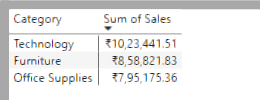 Category Sum of Sales
Technology ₹10,23,441.51
Furniture ₹8,58,821.83
Office Supplies ₹7,95,175.36